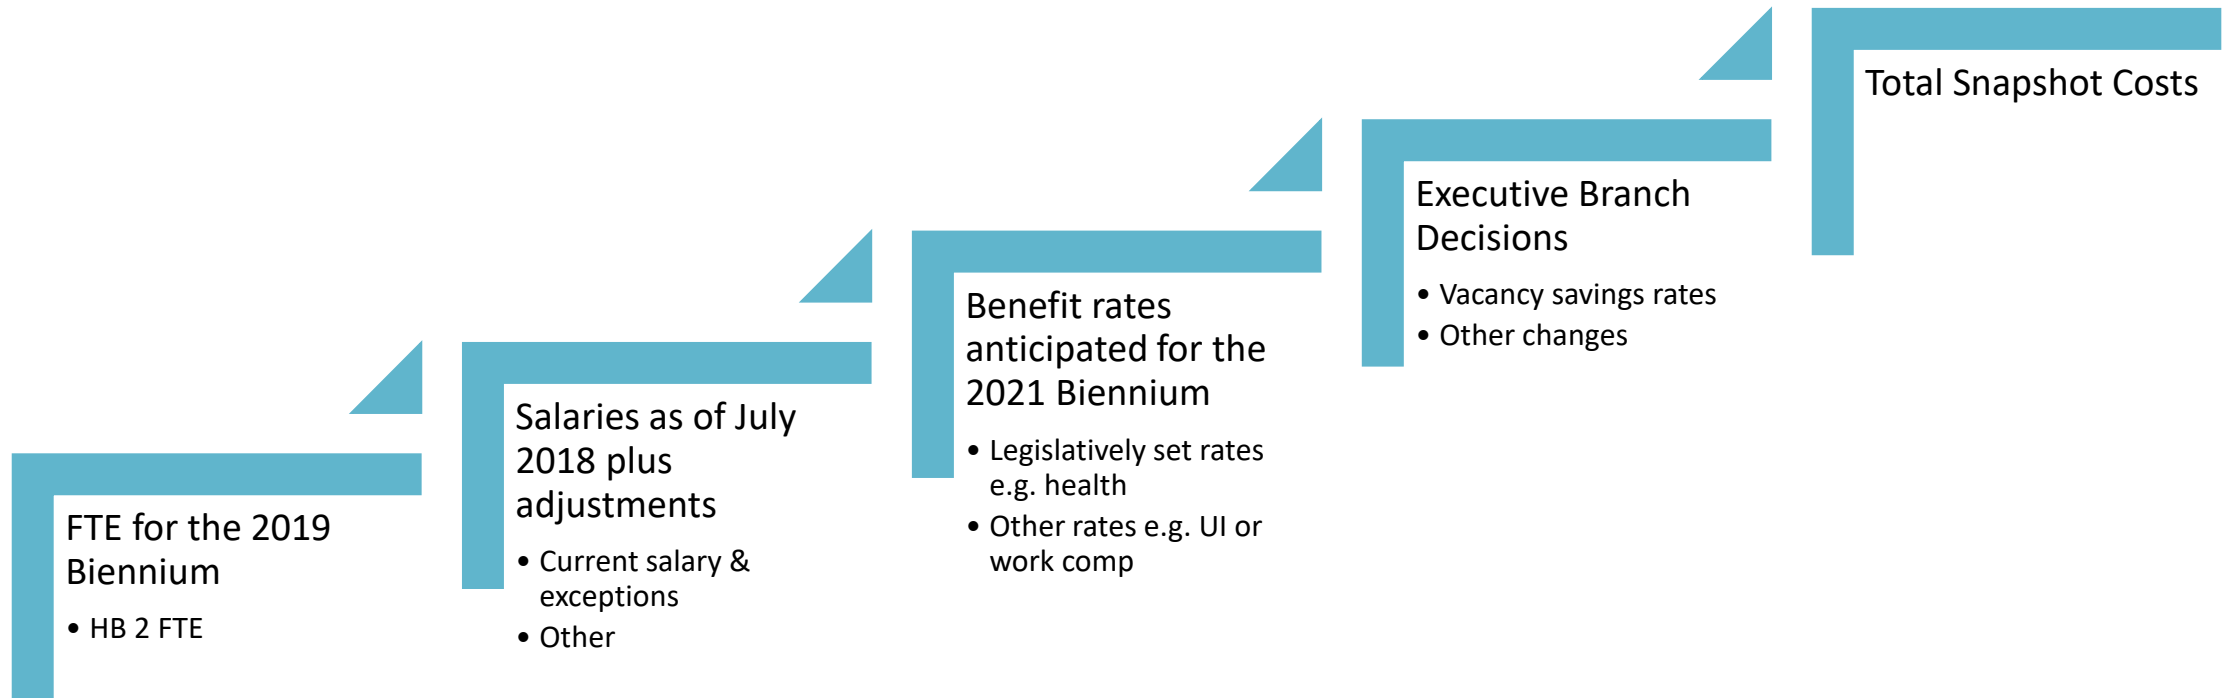 FTE for the 2019
Biennium
• HB 2 FTE
Salaries as of July
2018 plus
adjustments
• Current salary &
exceptions
• Other
Benefit rates
anticipated for the
2021 Biennium
• Legislatively set rates
e.g. health
• Other rates e.g. UI or
work comp
Executive Branch
Decisions
• Vacancy savings rates
• Other changes
Total Snapshot Costs